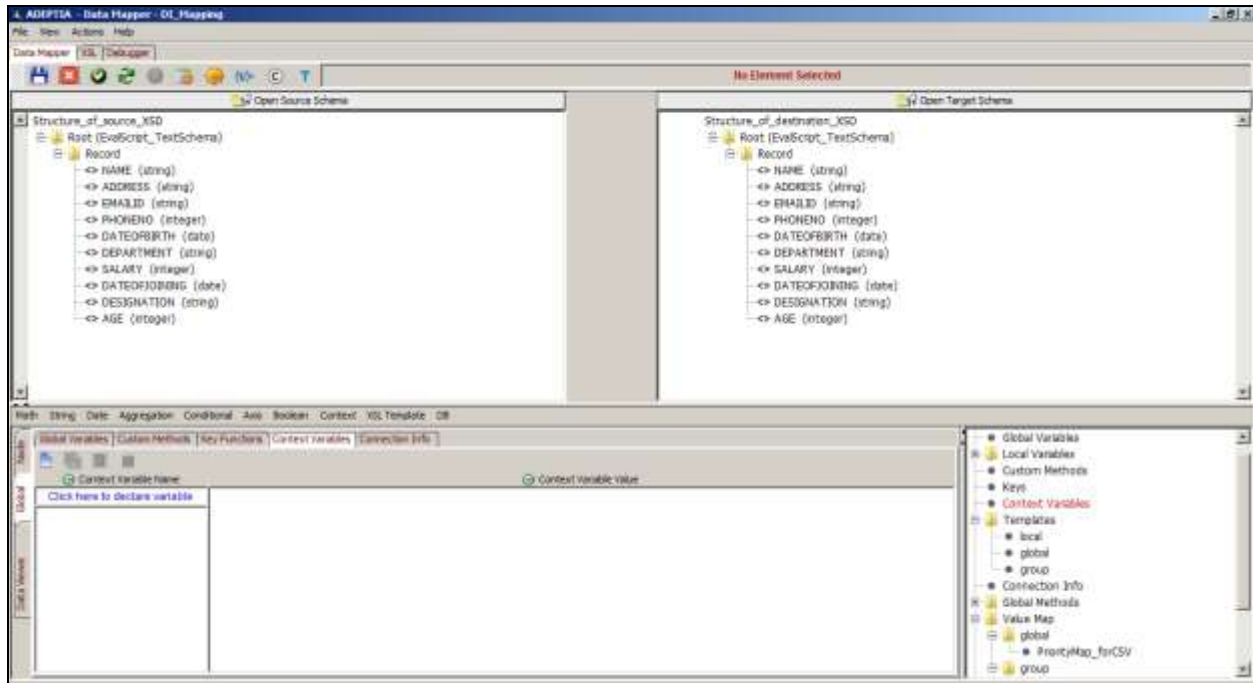 ADEPTIA - Data Mapper - DI_Mapping
File View Actions Help
Data Mapper XSL Debugger
No Element Selected
Open Source Schema
Open Target Schema
Structure_of_source_XSD
Root (EvalScript_TextSchema)
Record
<> NAME (string)
<> ADDRESS (string)
<> EMAILID (string)
<> PHONENO (integer)
<> DATEOFBIRTH (date)
<> DEPARTMENT (string)
<> SALARY (integer)
<> DATEOFJOINING (date)
<> DESIGNATION (string)
<> AGE (integer)
Structure_of_destination_XSD
Root (EvalScript_TextSchema)
Record
<> NAME (string)
<> ADDRESS (string)
<> EMAILID (string)
<> PHONENO (integer)
<> DATEOFBIRTH (date)
<> DEPARTMENT (string)
<> SALARY (integer)
<> DATEOFJOINING (date)
<> DESIGNATION (string)
<> AGE (integer)
Math String Date Aggregation Conditional Axis Boolean Context XSL Template DB
Node
Global
Data Viewer
Global Variables Custom Methods Key Functions Context Variables Connection Info
Context Variable Name
Context Variable Value
Click here to declare variable
Global Variables
Local Variables
Custom Methods
Keys
Context Variables
Templates
local
global
group
Connection Info
Global Methods
Value Map
global
PriorityMap_forCSV
group